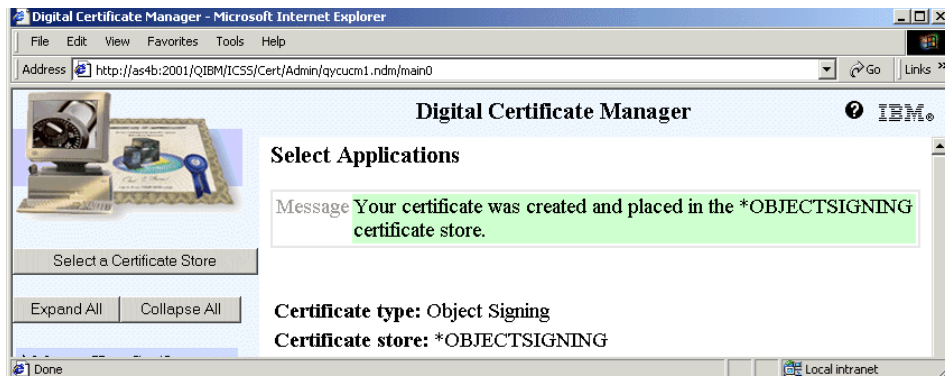 Digital Certificate Manager - Microsoft Internet Explorer
File Edit View Favorites Tools Help
Address http://as4b:2001/QIBM/ICSS/Cert/Admin/qycucm1.ndm/main0 Go Links »
Digital Certificate Manager
IBM®
Select Applications
Message Your certificate was created and placed in the *OBJECTSIGNING
certificate store.
Select a Certificate Store
Expand All Collapse All
Certificate type: Object Signing
Certificate store: *OBJECTSIGNING
Done Local intranet